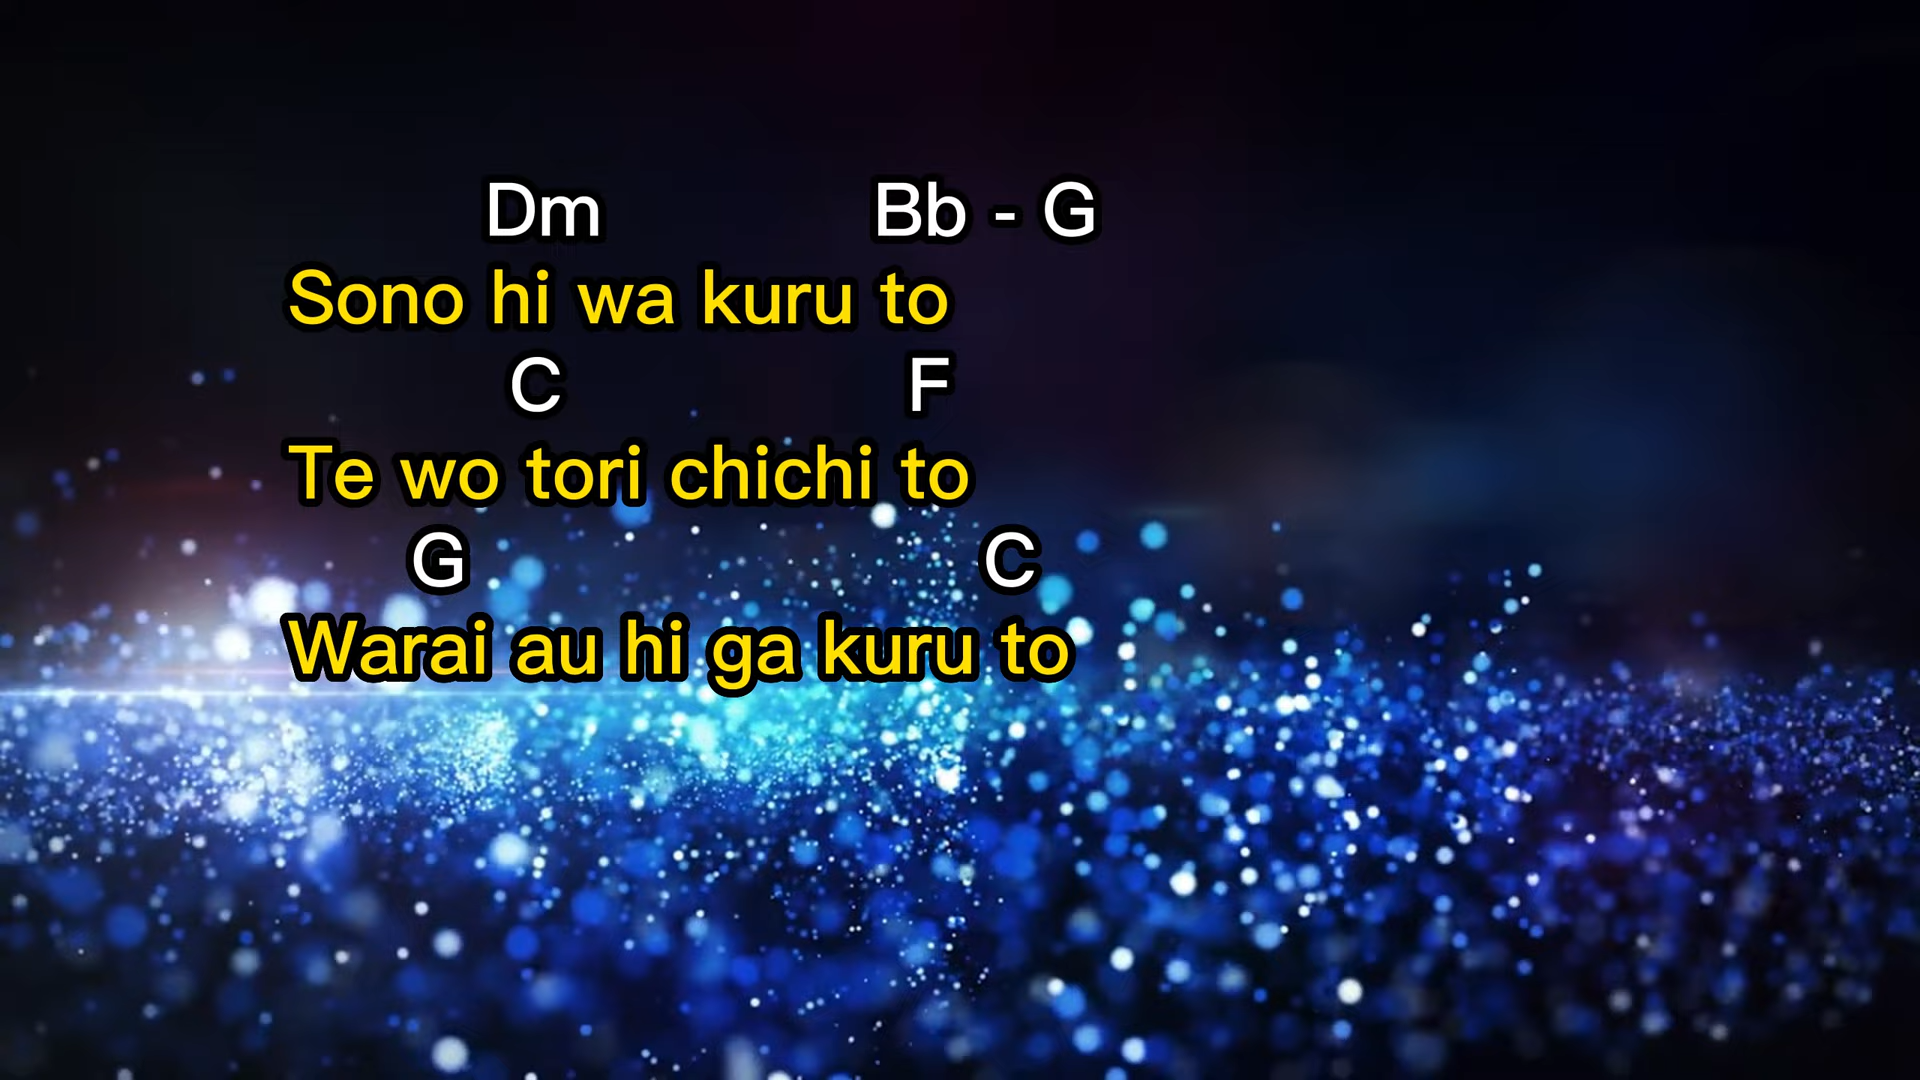 Dm Bb - G
Sono hi wa kuru to
C F
Te wo tori chichi to
G C
Warai au hi ga kuru to